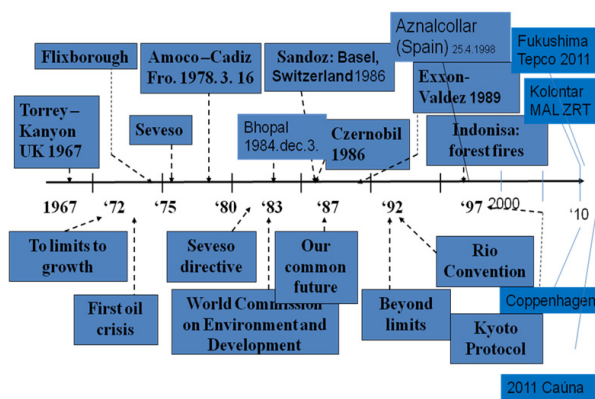 Flixborough
Amoco–Cadiz
Fro. 1978. 3. 16
Sandoz: Basel,
Switzerland 1986
Aznalcollar
(Spain) 25.4.1998
Fukushima
Tepco 2011
Exxon-
Valdez 1989
Kolontar
MAL ZRT
Torrey–
Kanyon
UK 1967
Seveso
Bhopal
1984.dec.3.
Czernobil
1986
Indonisa:
forest fires
1967
'72
'75
'80
'83
'87
'92
'97
2000
'10
To limits to
growth
Seveso
directive
Our
common
future
Rio
Convention
First oil
crisis
World Commission
on Environment and
Development
Beyond
limits
Kyoto
Protocol
Coppenhagen
2011 Caúna